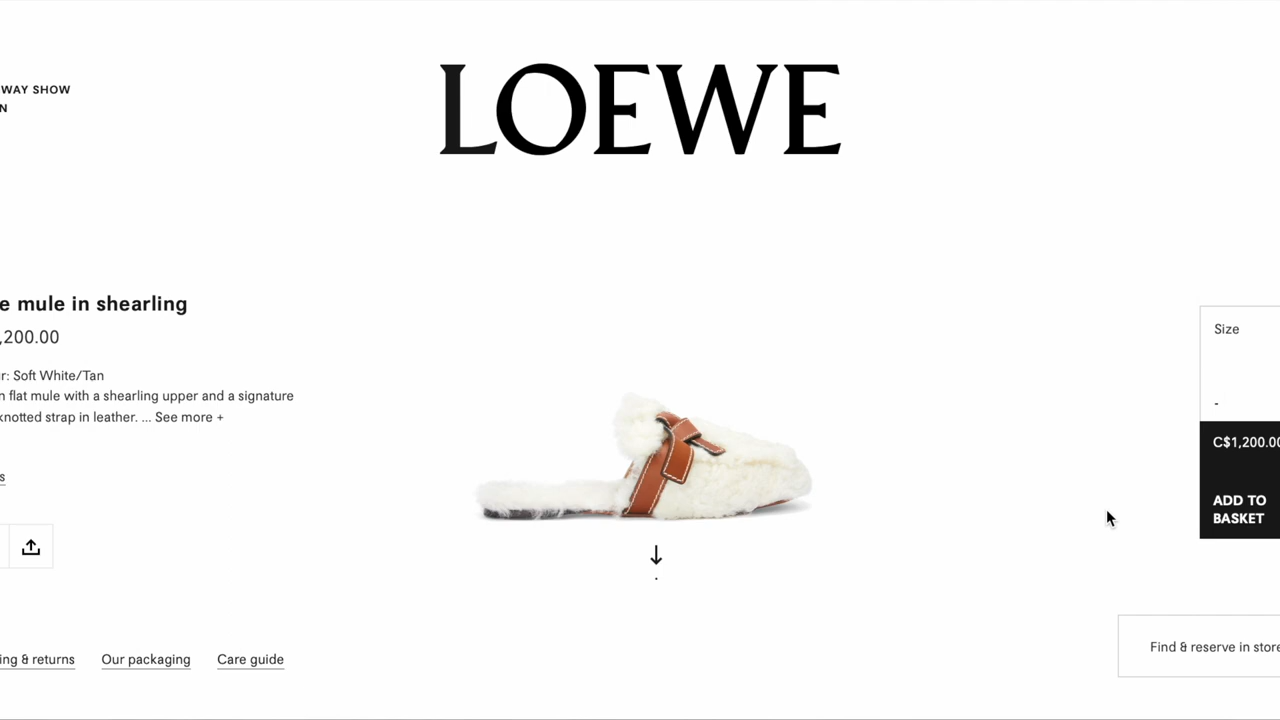 WAY SHOW
N
LOEWE
e mule in shearling
,200.00
r: Soft White/Tan
n flat mule with a shearling upper and a signature
knotted strap in leather. ... See more +
s
ing & returns
Our packaging
Care guide
Size
-
C$1,200.00
ADD TO
BASKET
Find & reserve in store